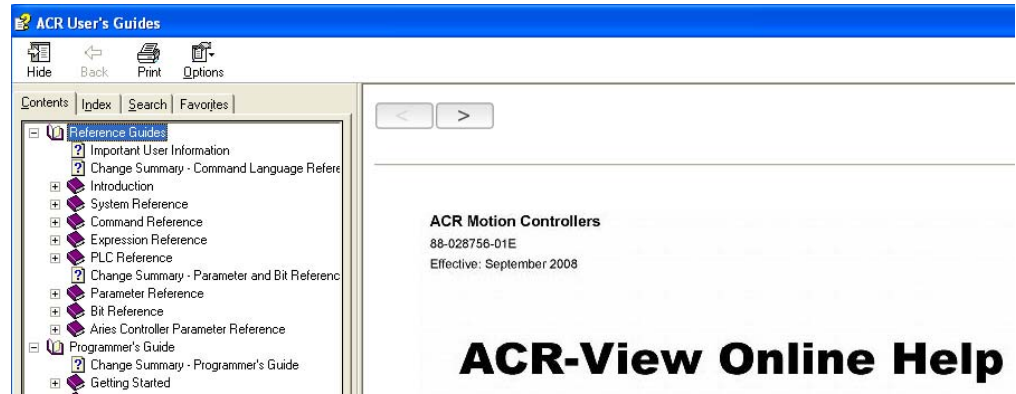 ACR User's Guides
Hide Back Print Options
Contents Index Search Favorites
Reference Guides
Important User Information
Change Summary - Command Language Refere
Introduction
System Reference
Command Reference
Expression Reference
PLC Reference
Change Summary - Parameter and Bit Referenc
Parameter Reference
Bit Reference
Aries Controller Parameter Reference
Programmer's Guide
Change Summary - Programmer's Guide
Getting Started
< >
ACR Motion Controllers
88-028756-01E
Effective: September 2008
ACR-View Online Help